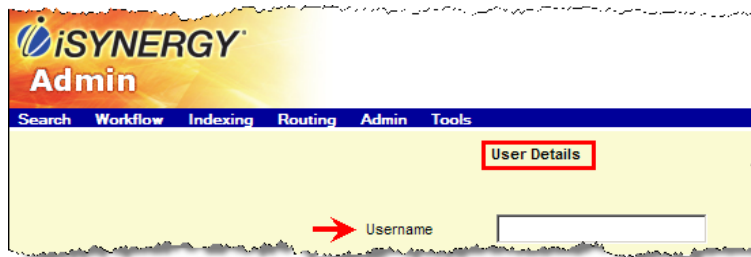 iSYNERGY
Admin
Search Workflow Indexing Routing Admin Tools
User Details
Username